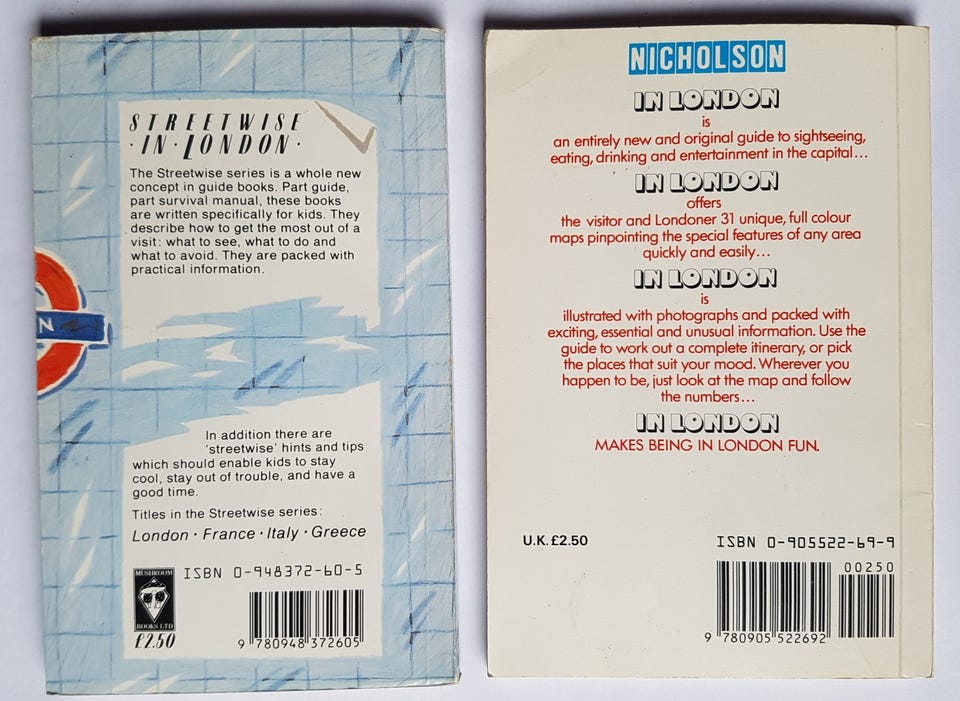 STREETWISE
·IN·LONDON·
The Streetwise series is a whole new
concept in guide books. Part guide,
part survival manual, these books
are written specifically for kids. They
describe how to get the most out of a
visit: what to see, what to do and
what to avoid. They are packed with
practical information.
N
In addition there are
'streetwise' hints and tips
which should enable kids to stay
cool, stay out of trouble, and have a
good time.
Titles in the Streetwise series:
London · France · Italy · Greece
MUSHROOM
BOOKS LTD
£2.50
ISBN 0-948372-60-5
9 780948 372605
NICHOLSON
IN LONDON
is
an entirely new and original guide to sightseeing,
eating, drinking and entertainment in the capital...
IN LONDON
offers
the visitor and Londoner 31 unique, full colour
maps pinpointing the special features of any area
quickly and easily...
IN LONDON
is
illustrated with photographs and packed with
exciting, essential and unusual information. Use the
guide to work out a complete itinerary, or pick
the places that suit your mood. Wherever you
happen to be, just look at the map and follow
the numbers...
IN LONDON
MAKES BEING IN LONDON FUN.
U.K. £2.50
ISBN 0-905522-69-9
00250
9 780905 522692